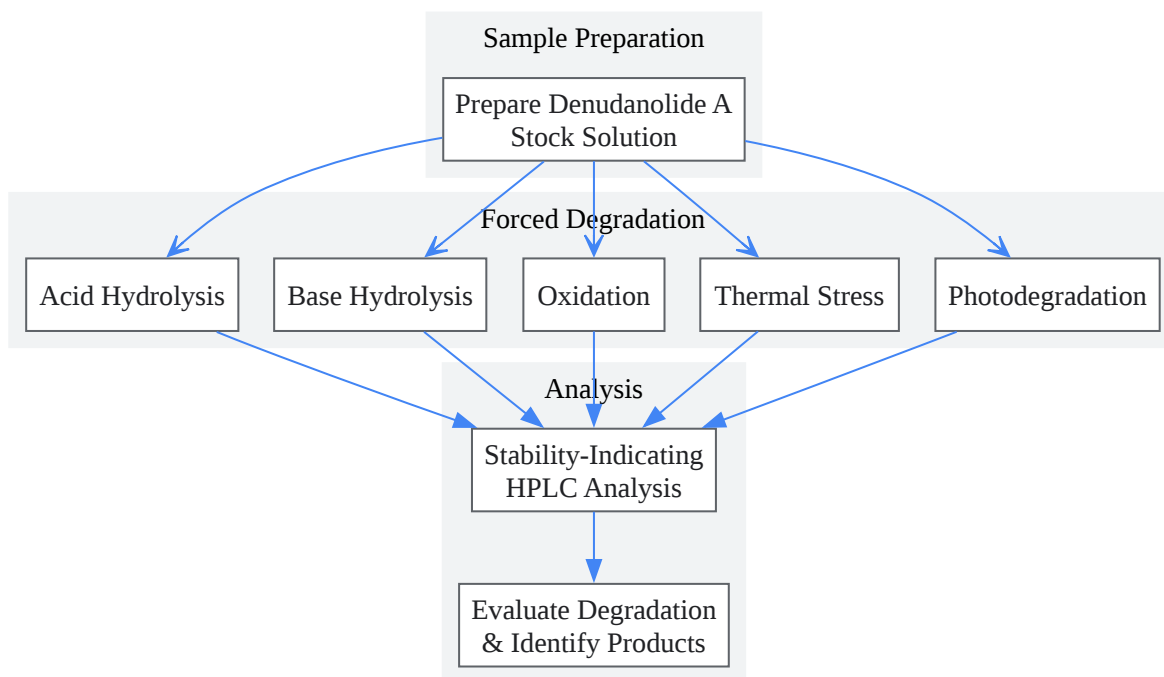 Sample Preparation
Prepare Denudanolide A
Stock Solution
Forced Degradation
Acid Hydrolysis
Base Hydrolysis
Oxidation
Thermal Stress
Photodegradation
Analysis
Stability-Indicating
HPLC Analysis
Evaluate Degradation
& Identify Products